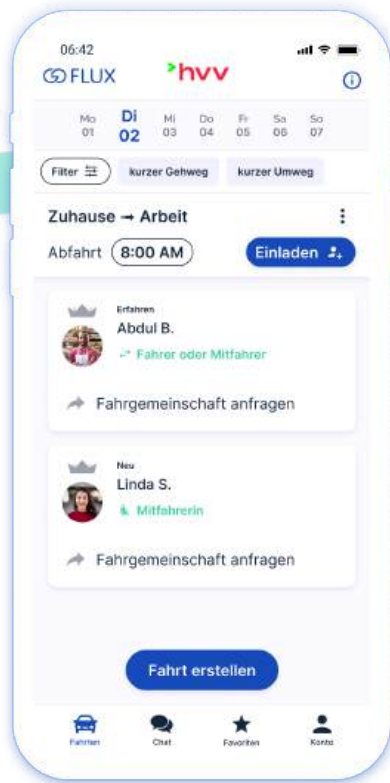 06:42
FLUX hvv
Mo Di Mi Do Fr Sa So
01 02 03 04 05 06 07
Filter kurzer Gehweg kurzer Umweg
Zuhause → Arbeit
Abfahrt 8:00 AM Einladen
Erfahren
Abdul B.
Fahrer oder Mitfahrer
Fahrgemeinschaft anfragen
Neu
Linda S.
Mitfahrerin
Fahrgemeinschaft anfragen
Fahrt erstellen
Fahrten Chat Favoriten Konto